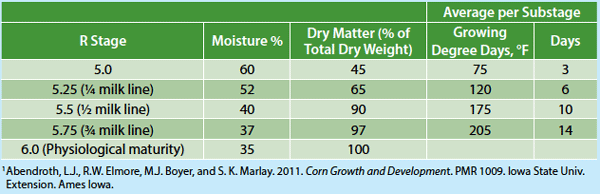 Average per Substage
R Stage Moisture % Dry Matter (% of Total Dry Weight) Growing Degree Days, °F Days
5.0 60 45 75 3
5.25 (¼ milk line) 52 65 120 6
5.5 (½ milk line) 40 90 175 10
5.75 (¾ milk line) 37 97 205 14
6.0 (Physiological maturity) 35 100
¹Abendroth, L.J., R.W. Elmore, M.J. Boyer, and S. K. Marlay. 2011. Corn Growth and Development. PMR 1009. Iowa State Univ.
Extension. Ames Iowa.